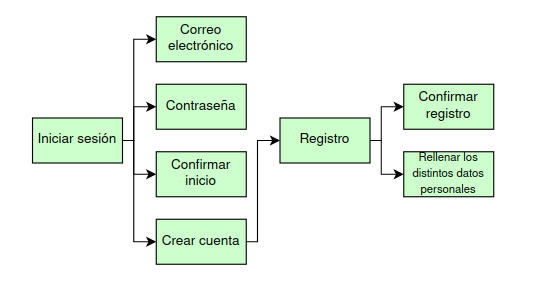 Correo
electrónico
Contraseña
Iniciar sesión
Confirmar
inicio
Crear cuenta
Registro
Confirmar
registro
Rellenar los
distintos datos
personales